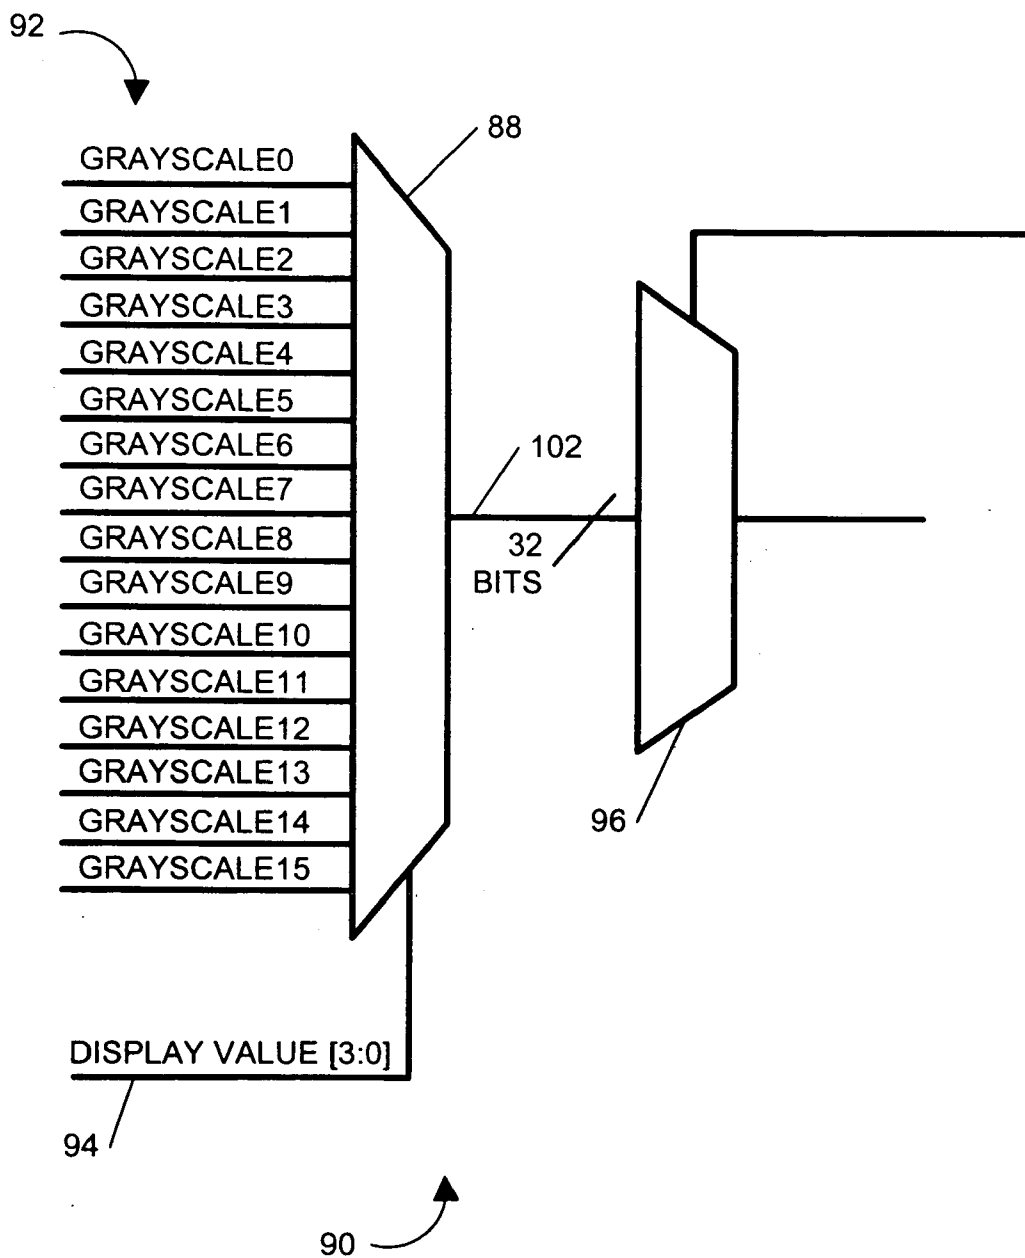 92
88
GRAYSCALE0
GRAYSCALE1
GRAYSCALE2
GRAYSCALE3
GRAYSCALE4
GRAYSCALE5
GRAYSCALE6
GRAYSCALE7
GRAYSCALE8
GRAYSCALE9
GRAYSCALE10
GRAYSCALE11
GRAYSCALE12
GRAYSCALE13
GRAYSCALE14
GRAYSCALE15
102
32
BITS
96
DISPLAY VALUE [3:0]
94
90